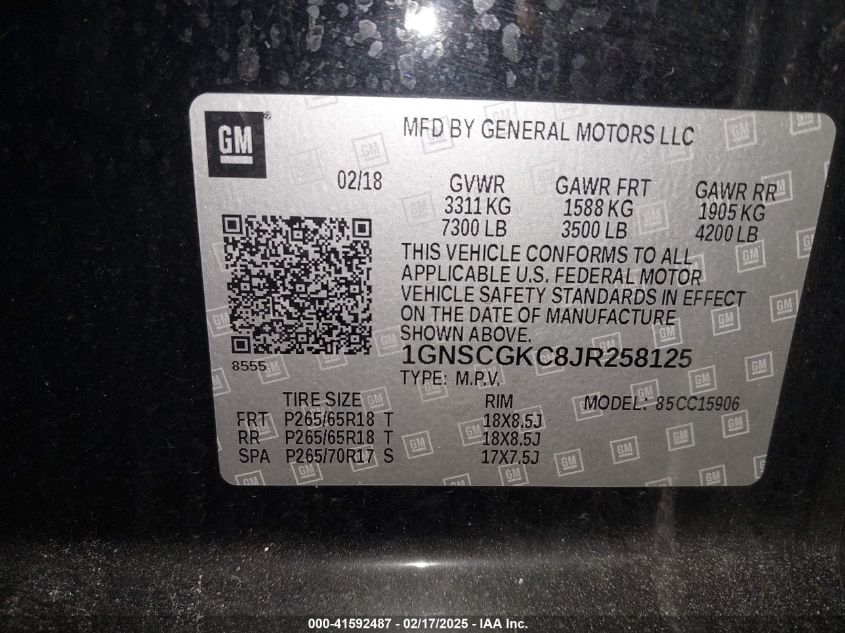 GM
MFD BY GENERAL MOTORS LLC
02/18
GVWR GAWR FRT GAWR RR
3311 KG 1588 KG 1905 KG
7300 LB 3500 LB 4200 LB
THIS VEHICLE CONFORMS TO ALL
APPLICABLE U.S. FEDERAL MOTOR
VEHICLE SAFETY STANDARDS IN EFFECT
ON THE DATE OF MANUFACTURE
SHOWN ABOVE.
8555
1GNSCGKC8JR258125
TYPE: M.P.V.
TIRE SIZE RIM MODEL: 85CC15906
FRT P265/65R18 T 18X8.5J
RR P265/65R18 T 18X8.5J
SPA P265/70R17 S 17X7.5J
000-41592487 - 02/17/2025 - IAA Inc.